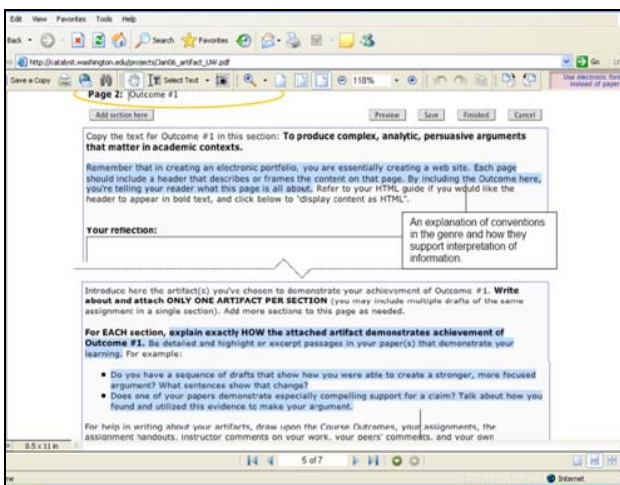 Edit View Favorites Tools Help
Back Search Favorites
http://catalyst.washington.edu/projects/Jan06_artifact_UW.pdf Go
Save a Copy Select Text 118% Use electronic form instead of paper
Page 2: Outcome #1
Add section here Preview Save Finished Cancel
Copy the text for Outcome #1 in this section: To produce complex, analytic, persuasive arguments
that matter in academic contexts.
Remember that in creating an electronic portfolio, you are essentially creating a web site. Each page
should include a header that describes or frames the content on that page. By including the Outcome here,
you're telling your reader what this page is all about. Refer to your HTML guide if you would like the
header to appear in bold text, and click below to "display content as HTML".
Your reflection:
An explanation of conventions
in the genre and how they
support interpretation of
information.
Introduce here the artifact(s) you've chosen to demonstrate your achievement of Outcome #1. Write
about and attach ONLY ONE ARTIFACT PER SECTION (you may include multiple drafts of the same
assignment in a single section). Add more sections to this page as needed.
For EACH section, explain exactly HOW the attached artifact demonstrates achievement of
Outcome #1. Be detailed and highlight or excerpt passages in your paper(s) that demonstrate your
learning. For example:
• Do you have a sequence of drafts that show how you were able to create a stronger, more focused
argument? What sentences show that change?
• Does one of your papers demonstrate especially compelling support for a claim? Talk about how you
found and utilized this evidence to make your argument.
For help in writing about your artifacts, draw upon the Course Outcomes, your assignments, the
assignment handouts, instructor comments on your work, your peers' comments, and your own
8.5 x 11 in
5 of 7
Internet